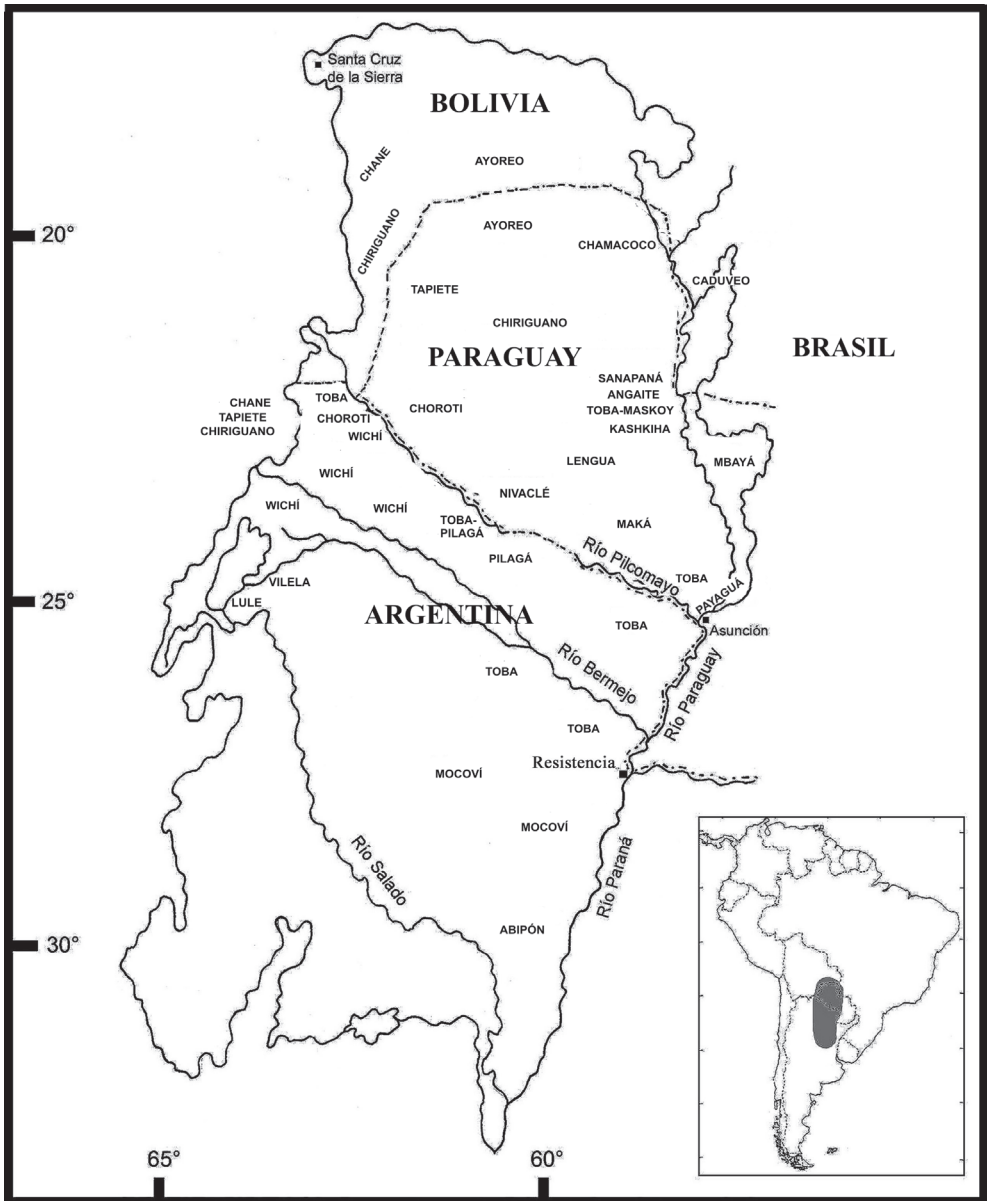 Santa Cruz
de la Sierra
BOLIVIA
CHANE
AYOREO
20°
CHIRIGUANO
AYOREO
CHAMACOCO
CADUVEO
TAPIETE
CHIRIGUANO
PARAGUAY
BRASIL
SANAPANÁ
ANGAITE
TOBA-MASKOY
KASHKIHA
CHANE
TAPIETE
CHIRIGUANO
TOBA
CHOROTI
WICHÍ
CHOROTI
LENGUA
MBAYÁ
WICHÍ
NIVACLÉ
WICHÍ
WICHÍ
TOBA-
PILAGÁ
MAKÁ
PILAGÁ
Río Pilcomayo
TOBA
PAYAGUÁ
VILELA
25°
LULE
ARGENTINA
TOBA
Asunción
TOBA
Río Bermejo
Río Paraguay
TOBA
Resistencia
MOCOVÍ
MOCOVÍ
Río Salado
Río Paraná
ABIPÓN
30°
65°
60°